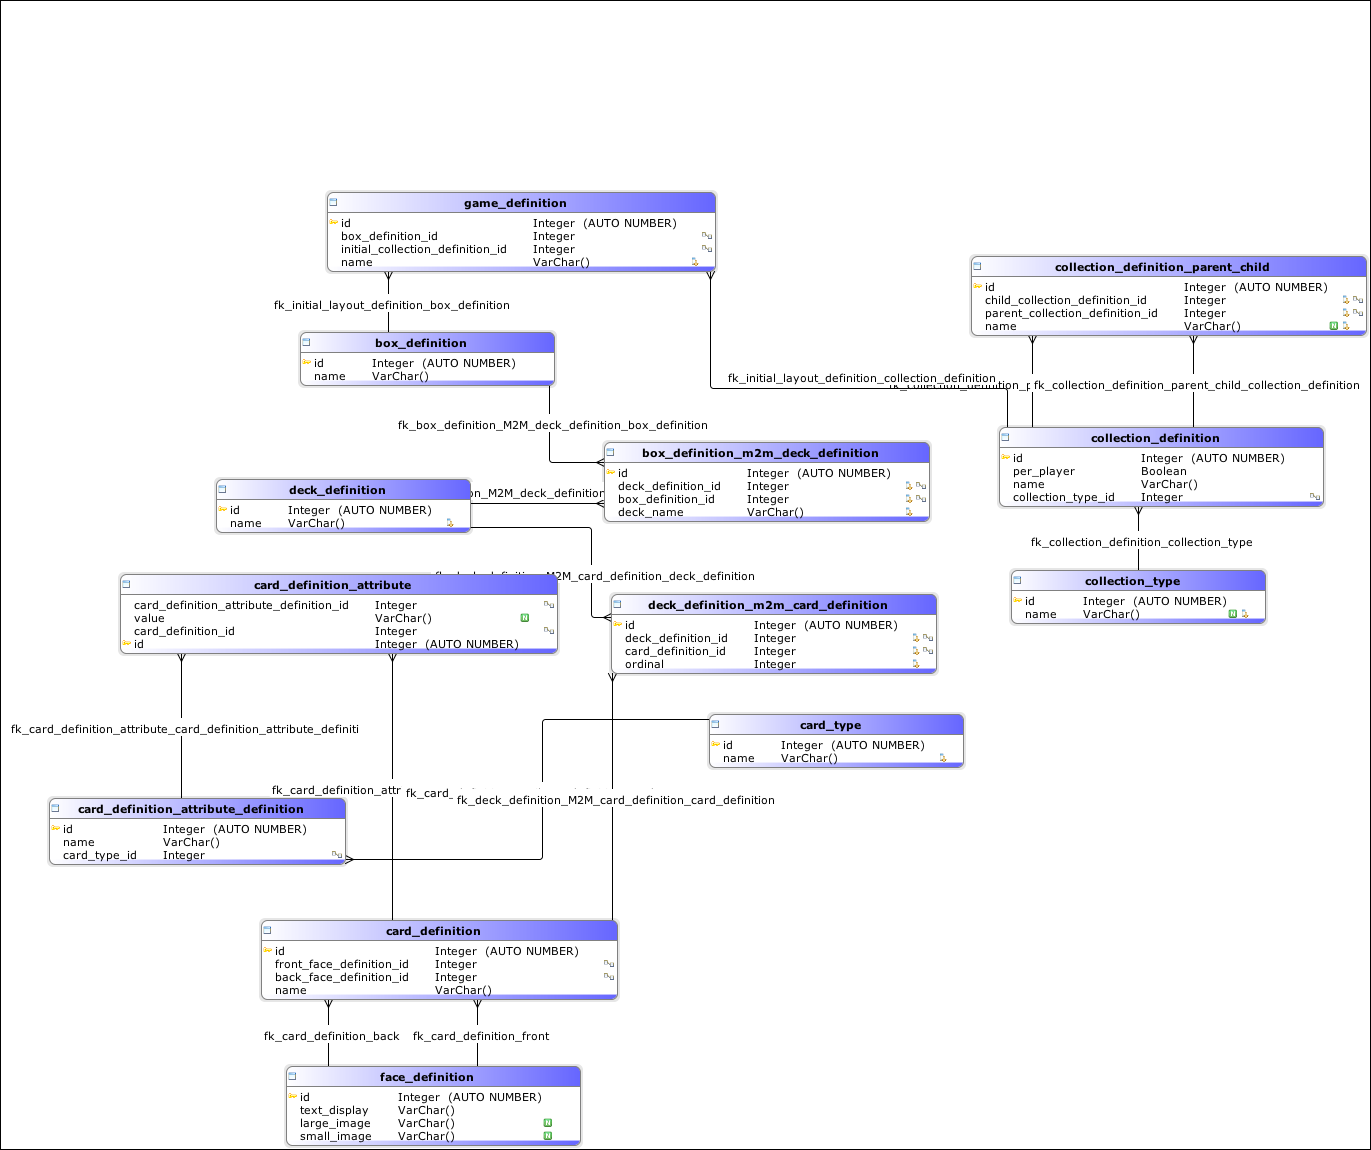 game_definition
id Integer (AUTO NUMBER)
box_definition_id Integer
initial_collection_definition_id Integer
name VarChar()
collection_definition_parent_child
id Integer (AUTO NUMBER)
child_collection_definition_id Integer
parent_collection_definition_id Integer
name VarChar() N
fk_initial_layout_definition_box_definition
box_definition
id Integer (AUTO NUMBER)
name VarChar()
fk_initial_layout_definition_collection_definition
fk_collection_definition_parent_child_collection_definition
fk_box_definition_M2M_deck_definition_box_definition
collection_definition
id Integer (AUTO NUMBER)
per_player Boolean
name VarChar()
collection_type_id Integer
box_definition_m2m_deck_definition
id Integer (AUTO NUMBER)
deck_definition_id Integer
box_definition_id Integer
deck_name VarChar()
deck_definition
id Integer (AUTO NUMBER)
name VarChar()
on_M2M_deck_definition
fk_collection_definition_collection_type
collection_type
id Integer (AUTO NUMBER)
name VarChar() N
M2M_card_definition_deck_definition
card_definition_attribute
card_definition_attribute_definition_id Integer
value VarChar() N
card_definition_id Integer
id Integer (AUTO NUMBER)
deck_definition_m2m_card_definition
id Integer (AUTO NUMBER)
deck_definition_id Integer
card_definition_id Integer
ordinal Integer
fk_card_definition_attribute_card_definition_attribute_definiti
card_type
id Integer (AUTO NUMBER)
name VarChar()
fk_card_definition_attr
fk_card_
fk_deck_definition_M2M_card_definition_card_definition
card_definition_attribute_definition
id Integer (AUTO NUMBER)
name VarChar()
card_type_id Integer
card_definition
id Integer (AUTO NUMBER)
front_face_definition_id Integer
back_face_definition_id Integer
name VarChar()
fk_card_definition_back
fk_card_definition_front
face_definition
id Integer (AUTO NUMBER)
text_display VarChar()
large_image VarChar() N
small_image VarChar() N